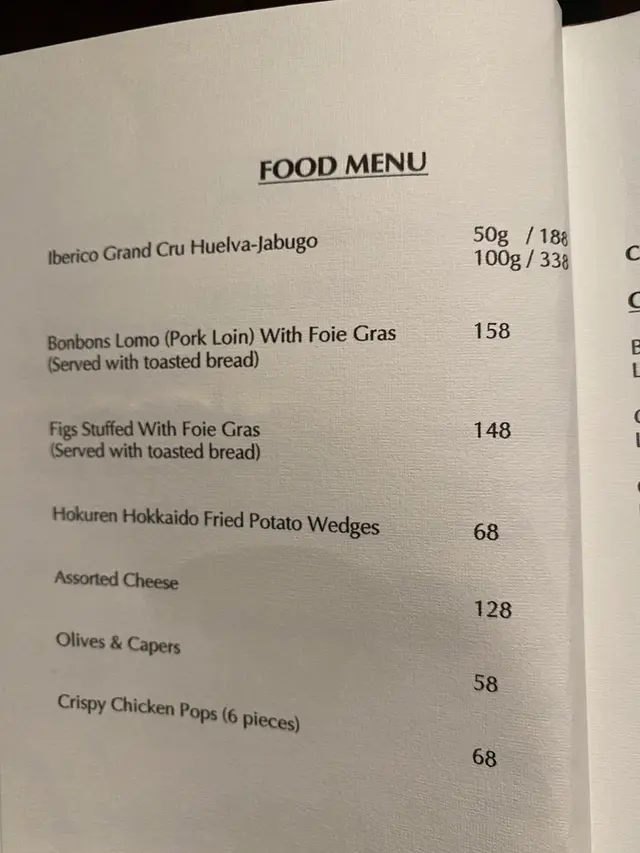 FOOD MENU
Iberico Grand Cru Huelva-Jabugo 50g / 188
100g / 338
Bonbons Lomo (Pork Loin) With Foie Gras 158
(Served with toasted bread)
Figs Stuffed With Foie Gras 148
(Served with toasted bread)
Hokuren Hokkaido Fried Potato Wedges 68
Assorted Cheese 128
Olives & Capers 58
Crispy Chicken Pops (6 pieces) 68